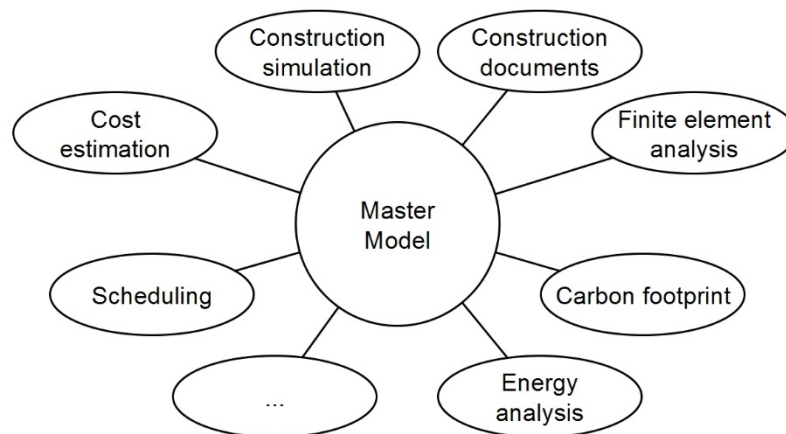 Construction
simulation
Construction
documents
Cost
estimation
Finite element
analysis
Master
Model
Scheduling
Carbon footprint
...
Energy
analysis